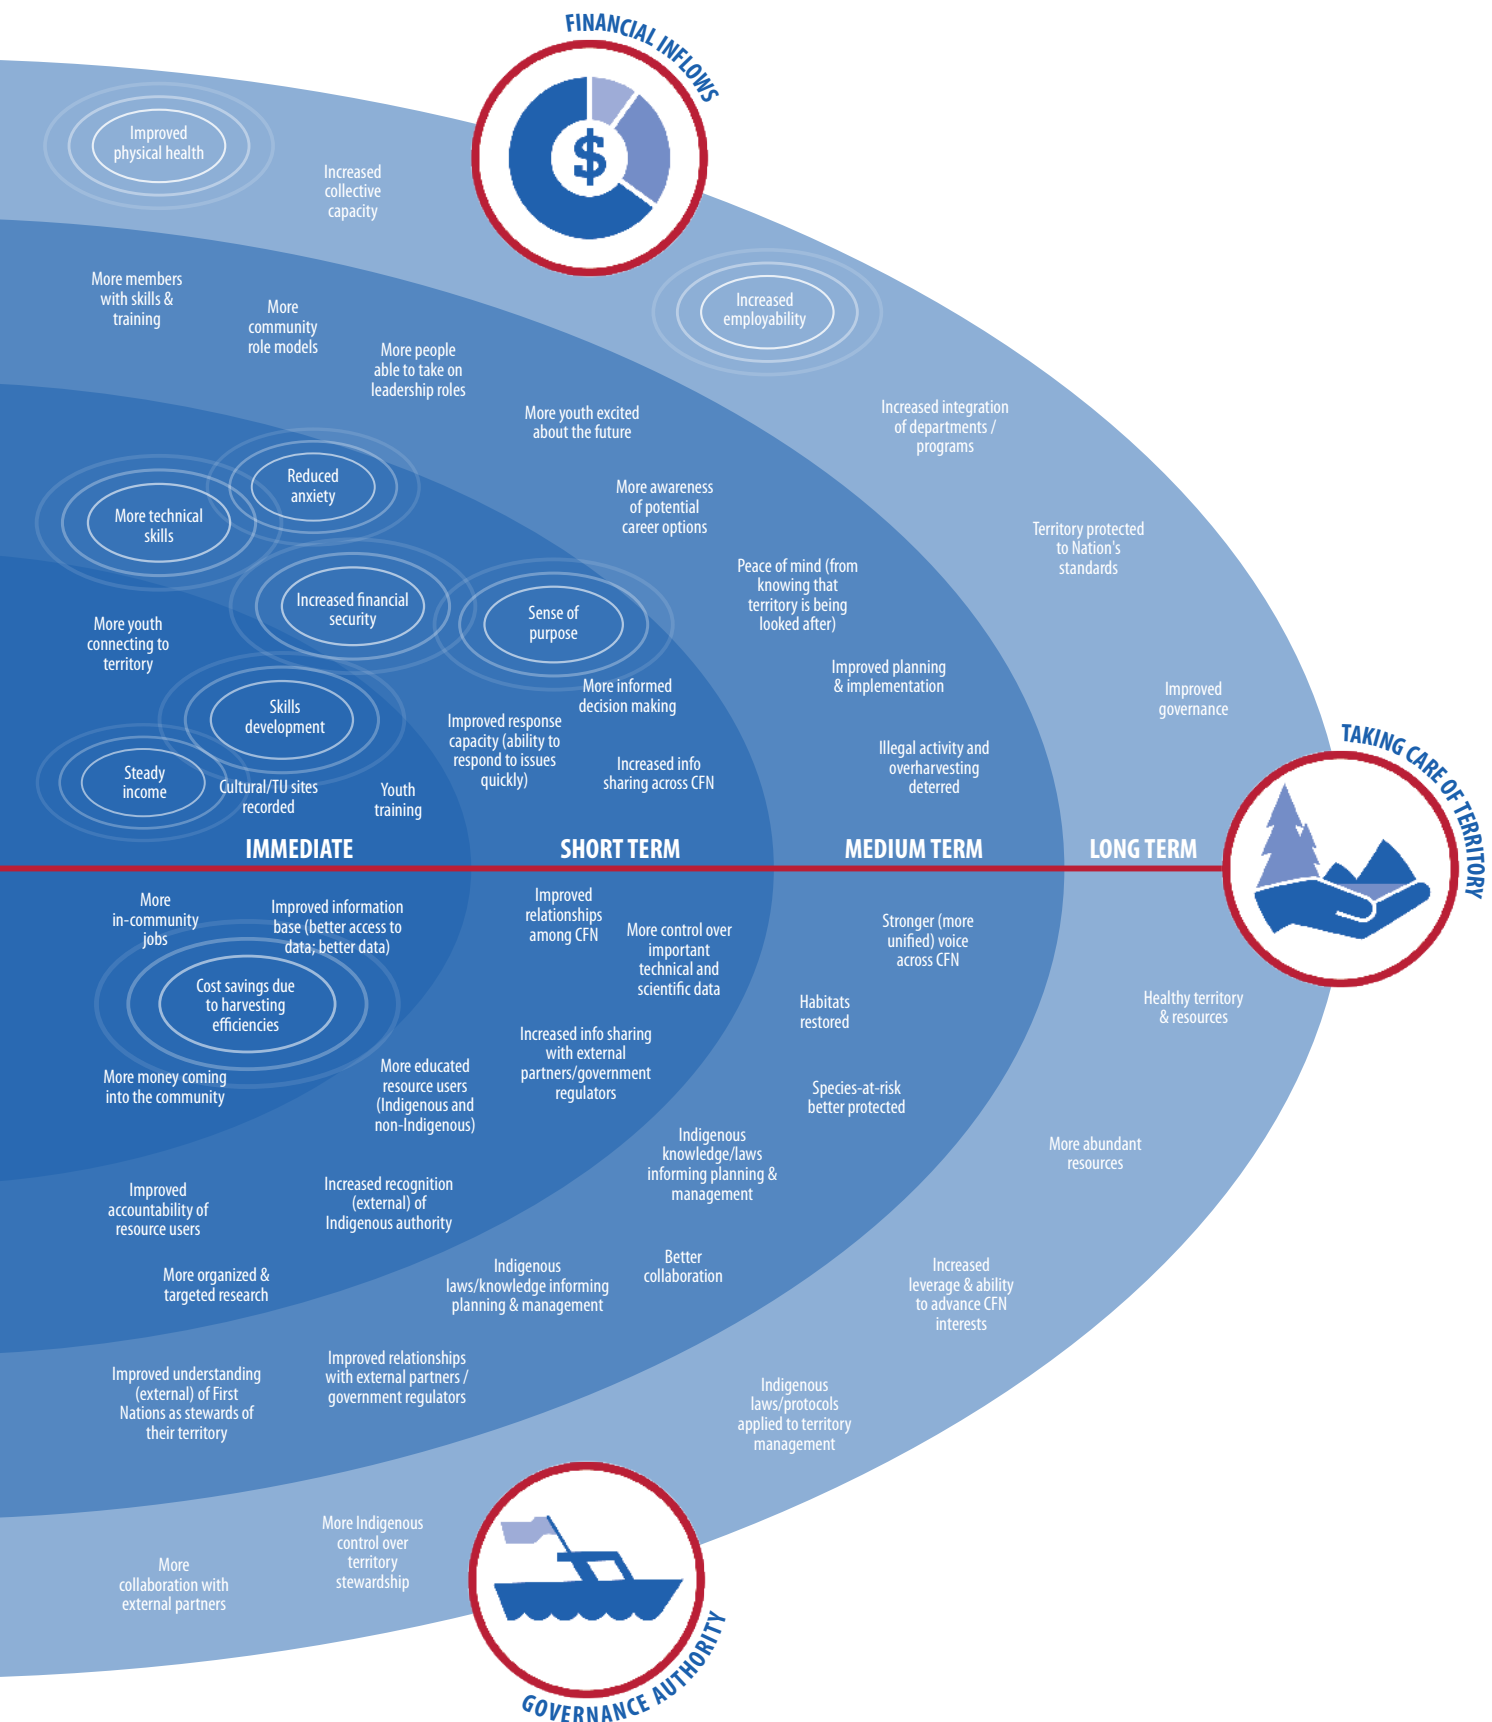 FINANCIAL INFLOWS
Improved
physical health
Increased
collective
capacity
More members
with skills &
training
More
community
role models
More people
able to take on
leadership roles
Increased
employability
More youth excited
about the future
Increased integration
of departments /
programs
Reduced
anxiety
More technical
skills
More awareness
of potential
career options
Territory protected
to Nation's
standards
Peace of mind (from
knowing that
territory is being
looked after)
Increased financial
security
Sense of
purpose
More youth
connecting to
territory
Improved planning
& implementation
More informed
decision making
Improved
governance
Skills
development
Improved response
capacity (ability to
respond to issues
quickly)
Increased info
sharing across CFN
Illegal activity and
overharvesting
deterred
Steady
income
Cultural/TU sites
recorded
Youth
training
TAKING CARE OF TERRITORY
IMMEDIATE
SHORT TERM
MEDIUM TERM
LONG TERM
More
in-community
jobs
Improved information
base (better access to
data; better data)
Improved
relationships
among CFN
More control over
important
technical and
scientific data
Stronger (more
unified) voice
across CFN
Cost savings due
to harvesting
efficiencies
Habitats
restored
Healthy territory
& resources
Increased info sharing
with external
partners/government
regulators
More money coming
into the community
More educated
resource users
(Indigenous and
non-Indigenous)
Species-at-risk
better protected
Indigenous
knowledge/laws
informing planning &
management
More abundant
resources
Improved
accountability of
resource users
Increased recognition
(external) of
Indigenous authority
More organized &
targeted research
Indigenous
laws/knowledge informing
planning & management
Better
collaboration
Increased
leverage & ability
to advance CFN
interests
Improved understanding
(external) of First
Nations as stewards of
their territory
Improved relationships
with external partners /
government regulators
Indigenous
laws/protocols
applied to territory
management
More
collaboration with
external partners
More Indigenous
control over
territory
stewardship
$
GOVERNANCE AUTHORITY